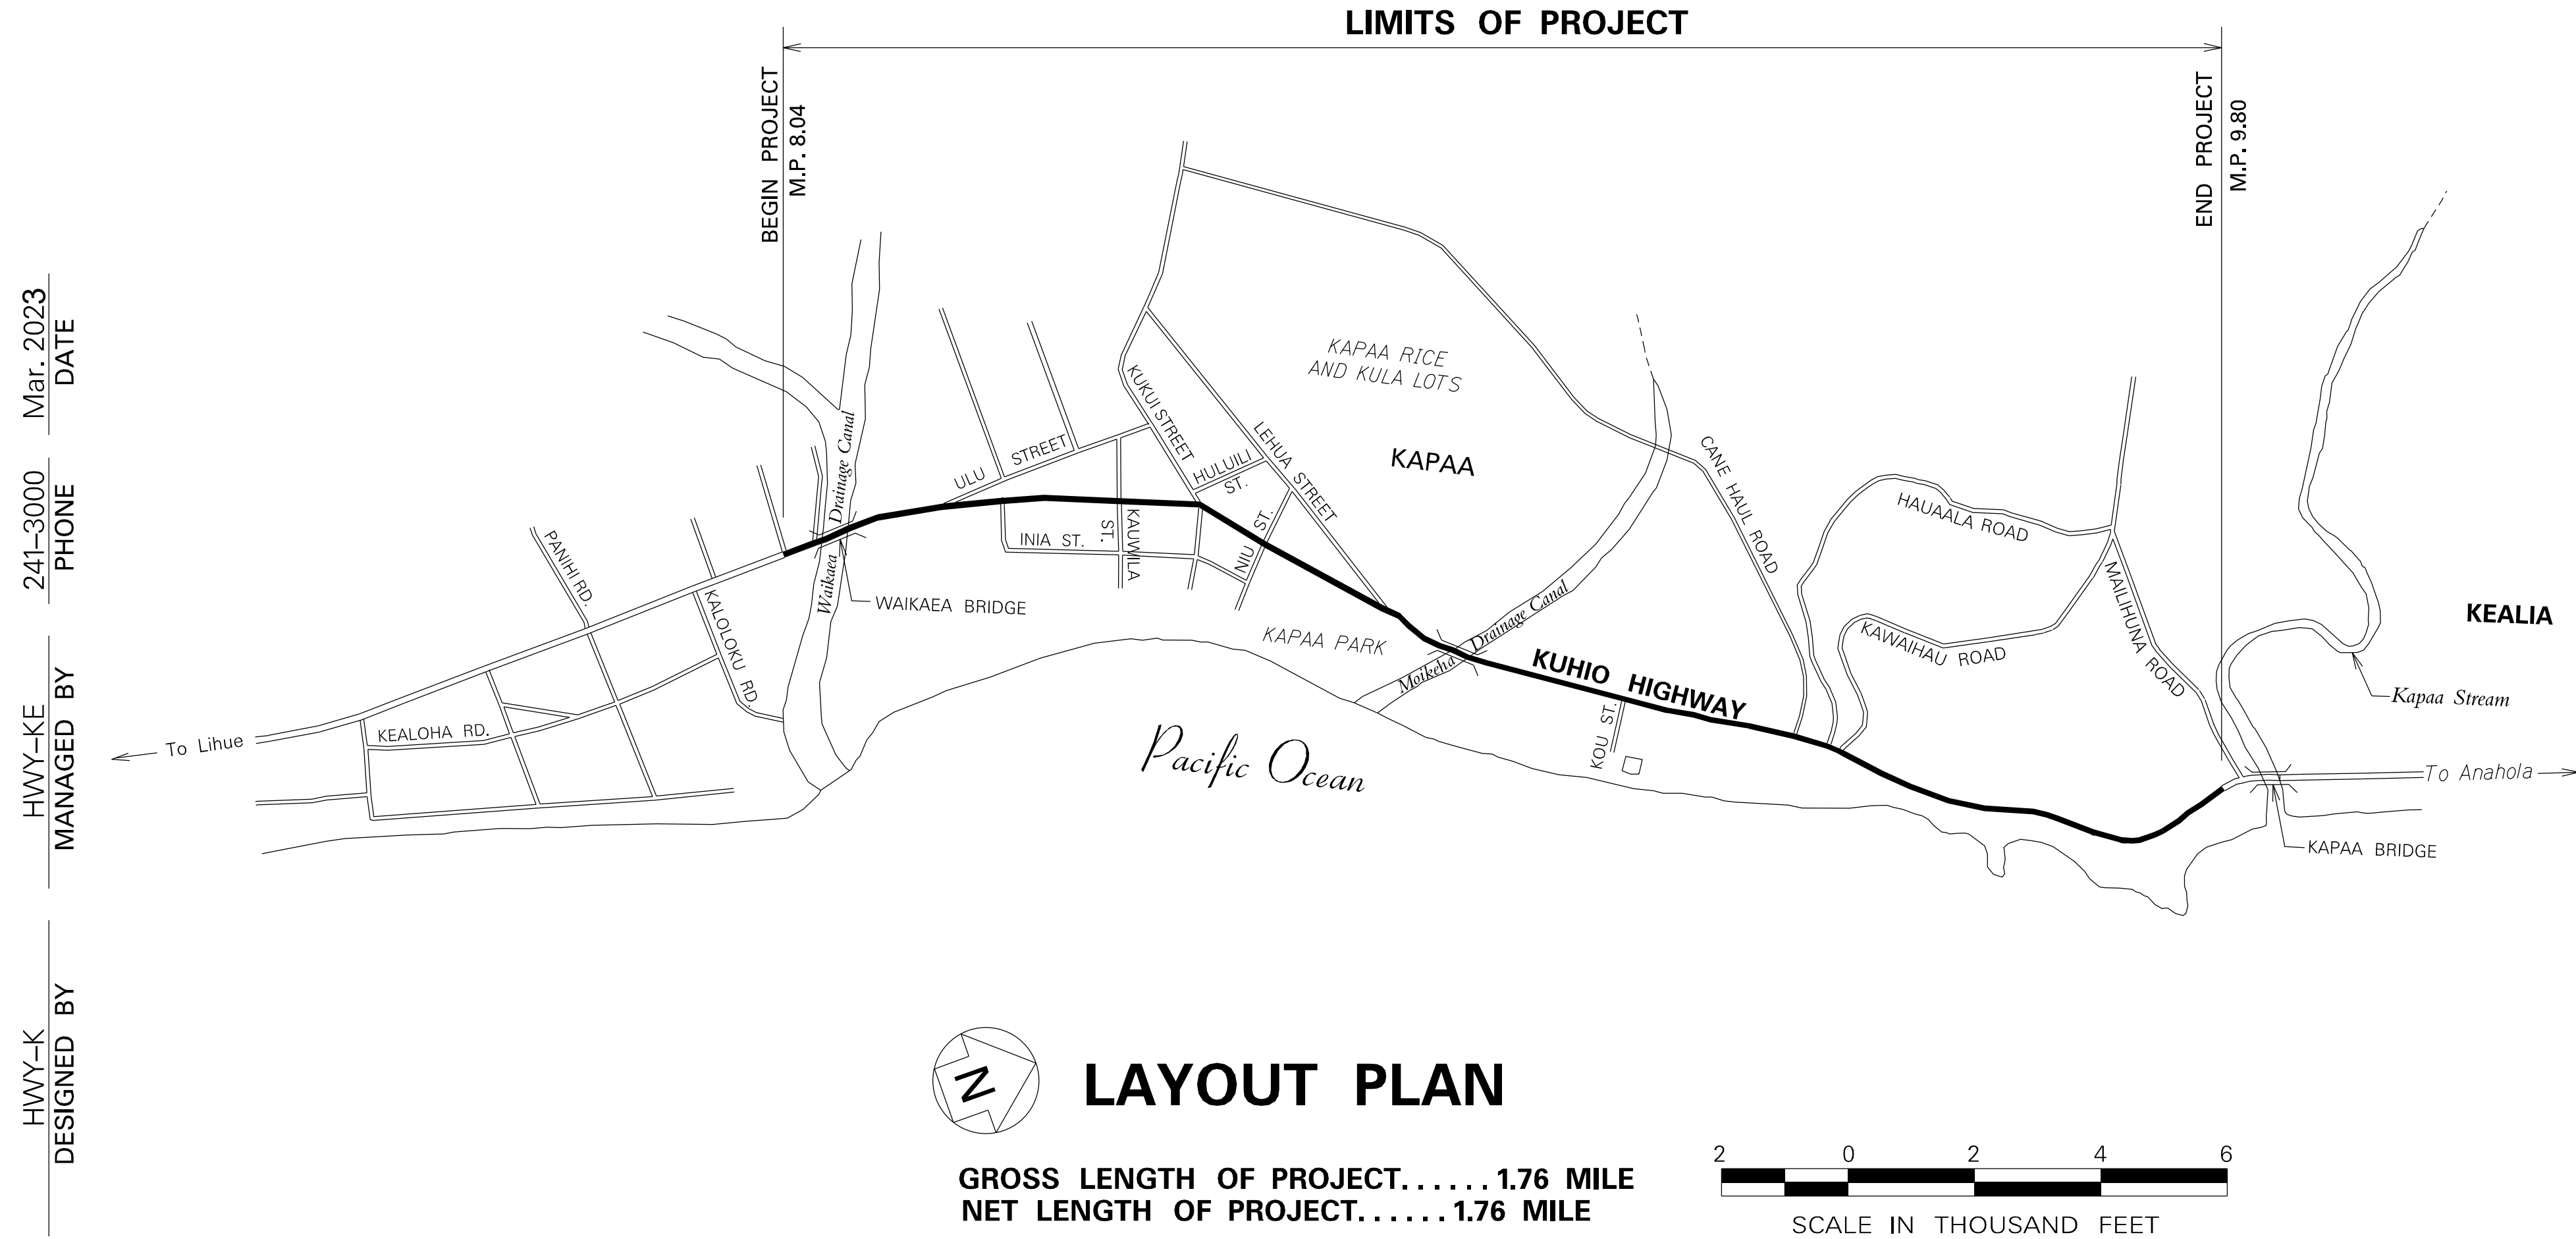 LIMITS OF PROJECT
BEGIN PROJECT
M.P. 8.04
END PROJECT
M.P. 9.80
Mar. 2023
DATE
241-3000
PHONE
HWY-KE
MANAGED BY
HWY-K
DESIGNED BY
KAPAA RICE
AND KULA LOTS
KAPAA
KUKUI STREET
LEHUA STREET
HULUILI
ST.
ULU STREET
Waikaea Drainage Canal
CANE HAUL ROAD
HAUAALA ROAD
KAWAIHAU ROAD
MAILIHUNA ROAD
PANIHI RD.
KALOLOKU RD.
INIA ST.
KAUWILA
ST.
NIU ST.
WAIKAEA BRIDGE
KAPAA PARK
Moikeha Drainage Canal
KUHIO HIGHWAY
KOU ST.
KEALIA
Kapaa Stream
KEALOHA RD.
To Lihue
To Anahola
Pacific Ocean
KAPAA BRIDGE
N
LAYOUT PLAN
GROSS LENGTH OF PROJECT......1.76 MILE
NET LENGTH OF PROJECT......1.76 MILE
2 0 2 4 6
SCALE IN THOUSAND FEET